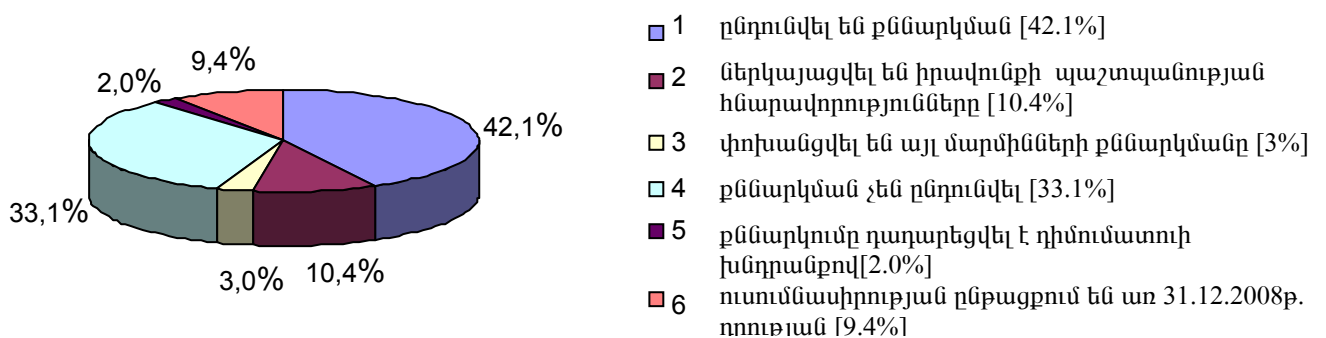 9,4%
2,0%
42,1%
33,1%
3,0%
10,4%
1 ընդունվել են քննարկման [42.1%]
2 ներկայացվել են իրավունքի պաշտպանության
հնարավորությունները [10.4%]
3 փոխանցվել են այլ մարմինների քննարկմանը [3%]
4 քննարկման չեն ընդունվել [33.1%]
5 քննարկումը դադարեցվել է դիմումատուի
խնդրանքով[2.0%]
6 ուսումնասիրության ընթացքում են առ 31.12.2008թ.
դրության [9.4%]